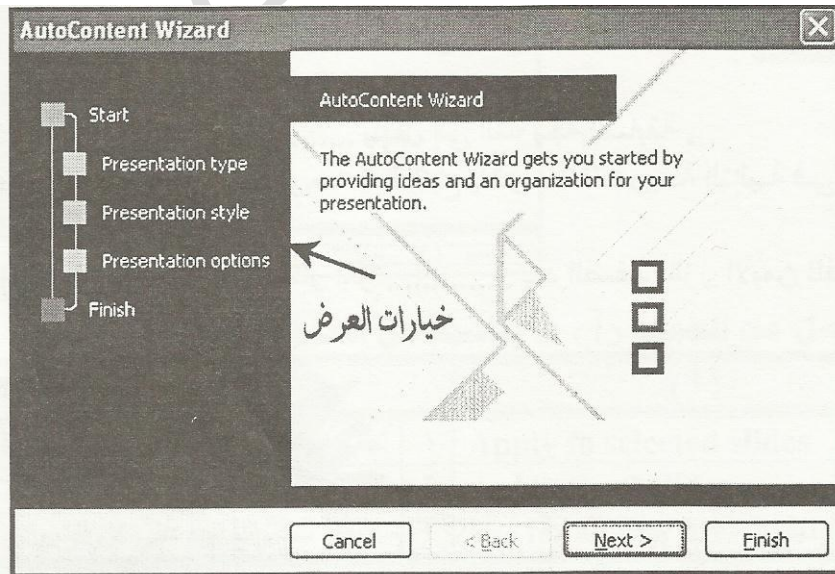 AutoContent Wizard
Start
Presentation type
Presentation style
Presentation options
Finish
AutoContent Wizard
The AutoContent Wizard gets you started by
providing ideas and an organization for your
presentation.
خيارات العرض
Cancel
< Back
Next >
Finish